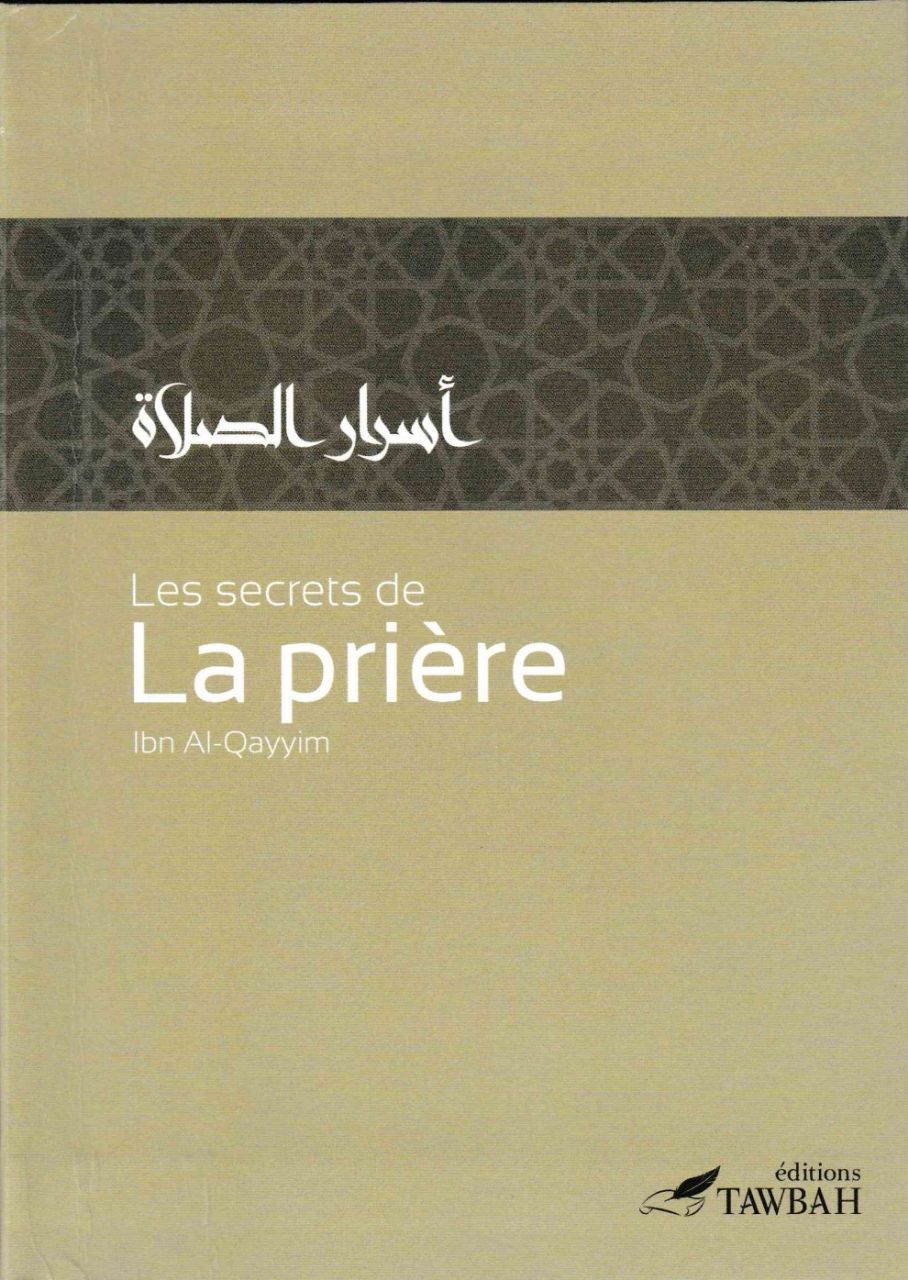 أسرار الصلاة
Les secrets de
La prière
Ibn Al-Qayyim
éditions
TAWBAH